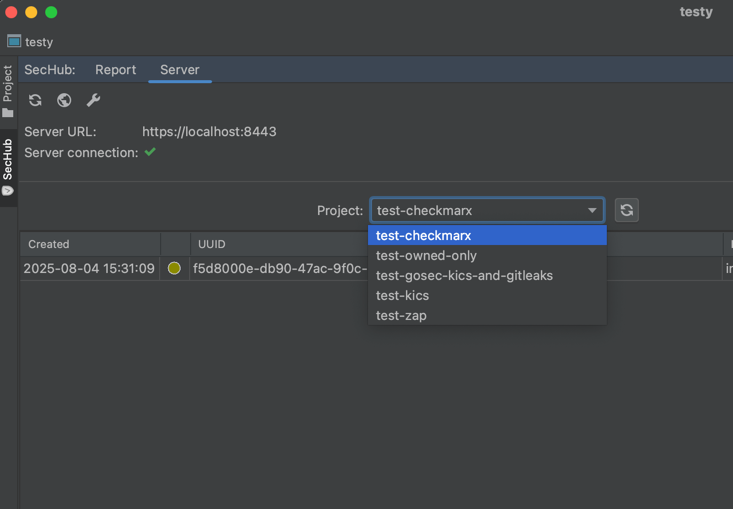 testy
testy
Project
SecHub
SecHub: Report Server
Server URL: https://localhost:8443
Server connection:
Project: test-checkmarx
test-checkmarx
test-owned-only
test-gosec-kics-and-gitleaks
test-kics
test-zap
Created UUID
2025-08-04 15:31:09 f5d8000e-db90-47ac-9f0c-